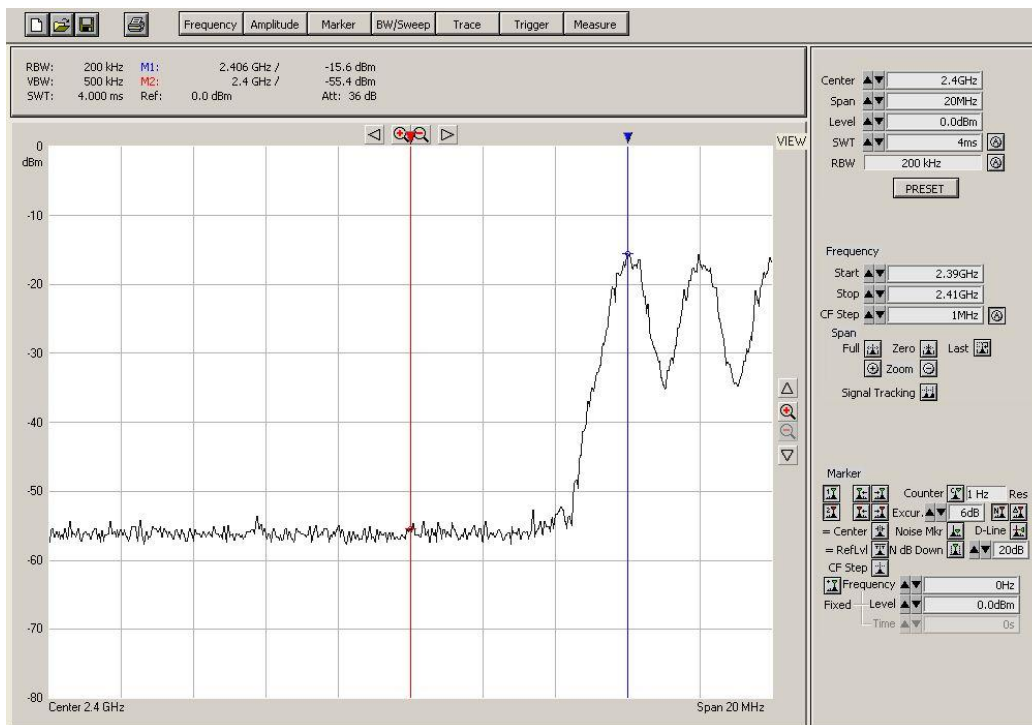 Frequency Amplitude Marker BW/Sweep Trace Trigger Measure
RBW: 200 kHz M1: 2.406 GHz / -15.6 dBm
VBW: 500 kHz M2: 2.4 GHz / -55.4 dBm
SWT: 4.000 ms Ref: 0.0 dBm Att: 36 dB
VIEW
0
dBm
-10
-20
-30
-40
-50
-60
-70
-80
Center 2.4 GHz Span 20 MHz
Center 2.4GHz
Span 20MHz
Level 0.0dBm
SWT 4ms
RBW 200 kHz
PRESET
Frequency
Start 2.39GHz
Stop 2.41GHz
CF Step 1MHz
Span
Full Zero Last
Zoom
Signal Tracking
Marker
Counter 1 Hz Res
Excur. 6dB
= Center Noise Mkr D-Line
= RefLvl N dB Down 20dB
CF Step
Frequency 0Hz
Fixed Level 0.0dBm
Time 0s